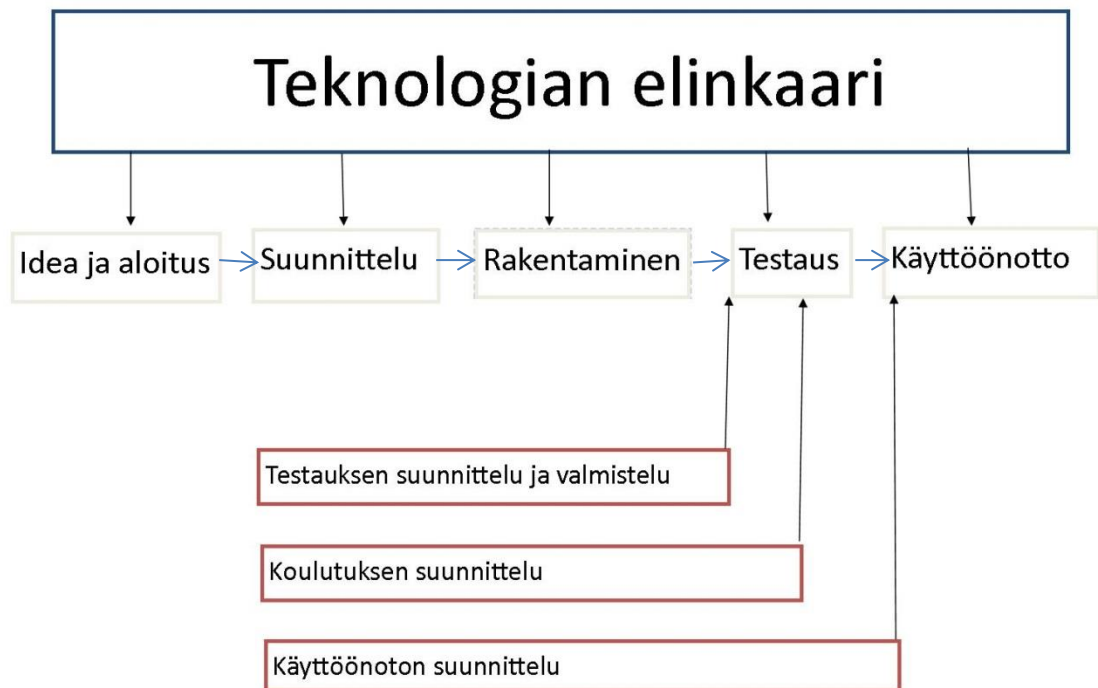 Teknologian elinkaari
Idea ja aloitus
Suunnittelu
Rakentaminen
Testaus
Käyttöönotto
Testauksen suunnittelu ja valmistelu
Koulutuksen suunnittelu
Käyttöönoton suunnittelu